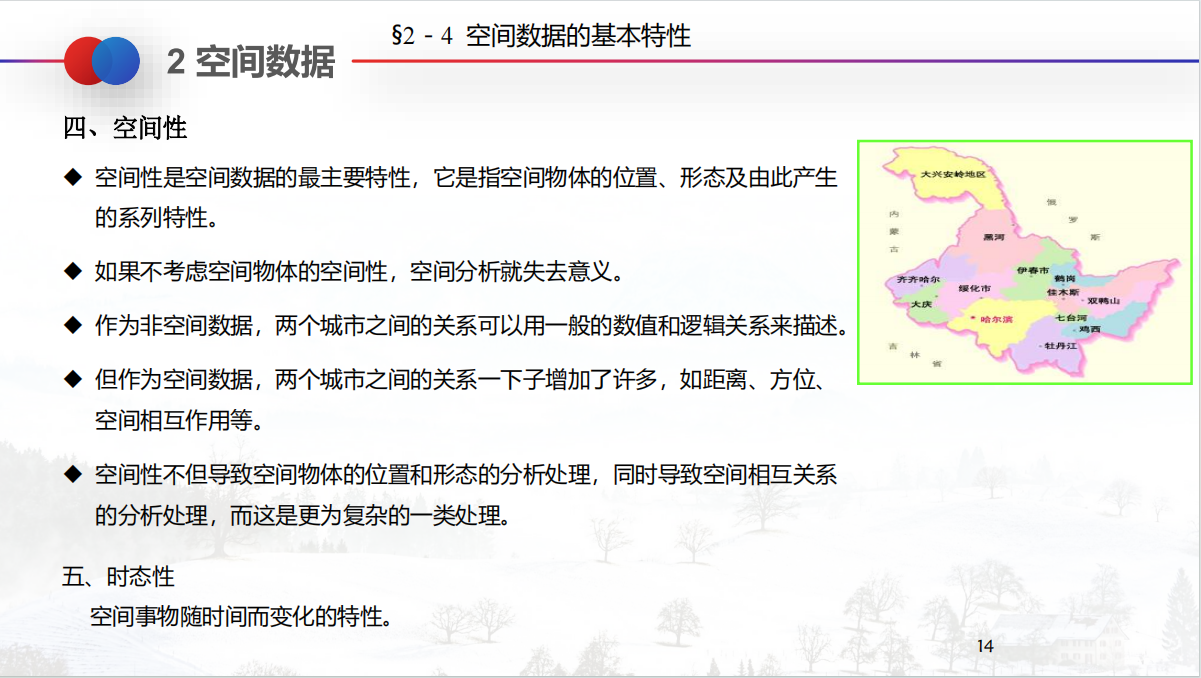 §2－4 空间数据的基本特性
2 空间数据
四、空间性
◆ 空间性是空间数据的最主要特性，它是指空间物体的位置、形态及由此产生
的系列特性。
◆ 如果不考虑空间物体的空间性，空间分析就失去意义。
◆ 作为非空间数据，两个城市之间的关系可以用一般的数值和逻辑关系来描述。
◆ 但作为空间数据，两个城市之间的关系一下子增加了许多，如距离、方位、
空间相互作用等。
◆ 空间性不但导致空间物体的位置和形态的分析处理，同时导致空间相互关系
的分析处理，而这是更为复杂的一类处理。
五、时态性
空间事物随时间而变化的特性。
大兴安岭地区
俄
罗
斯
内
蒙
古
黑河
齐齐哈尔
伊春市
鹤岗
绥化市
佳木斯
大庆
双鸭山
哈尔滨
七台河
鸡西
牡丹江
吉
林
省
14